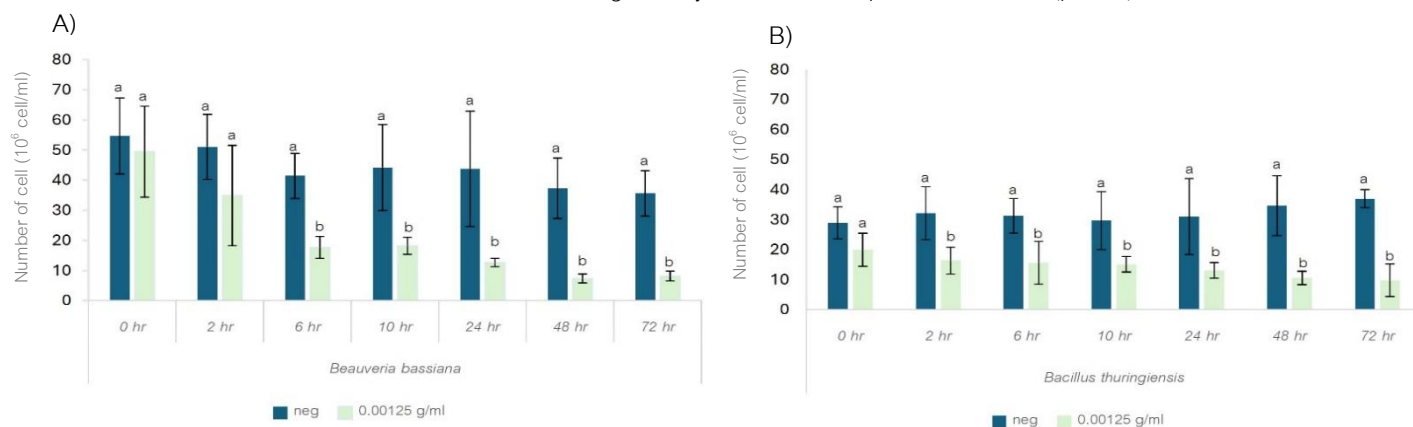 A)
Number of cell (10⁶ cell/ml)
80
70
60
50
40
30
20
10
0
a a a a a b a b a b a b a b
0 hr 2 hr 6 hr 10 hr 24 hr 48 hr 72 hr
Beauveria bassiana
neg 0.00125 g/ml
B)
Number of cell (10⁶ cell/ml)
80
70
60
50
40
30
20
10
0
a a a b a b a b a b a b a b
0 hr 2 hr 6 hr 10 hr 24 hr 48 hr 72 hr
Bacillus thuringiensis
neg 0.00125 g/ml